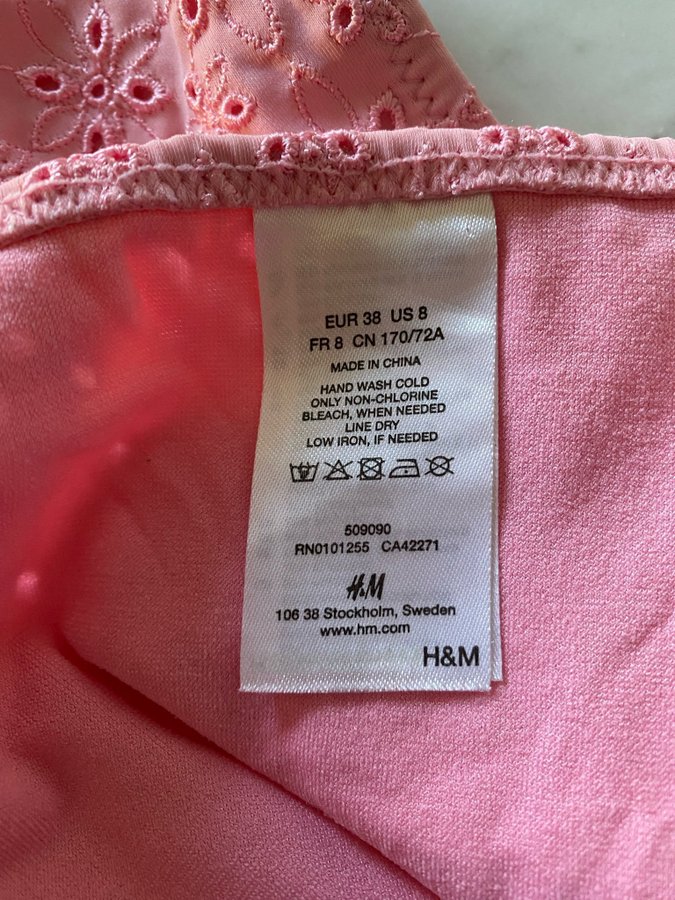 EUR 38 US 8
FR 8 CN 170/72A
MADE IN CHINA
HAND WASH COLD
ONLY NON-CHLORINE
BLEACH, WHEN NEEDED
LINE DRY
LOW IRON, IF NEEDED
509090
RN0101255 CA42271
H&M
106 38 Stockholm, Sweden
www.hm.com
H&M